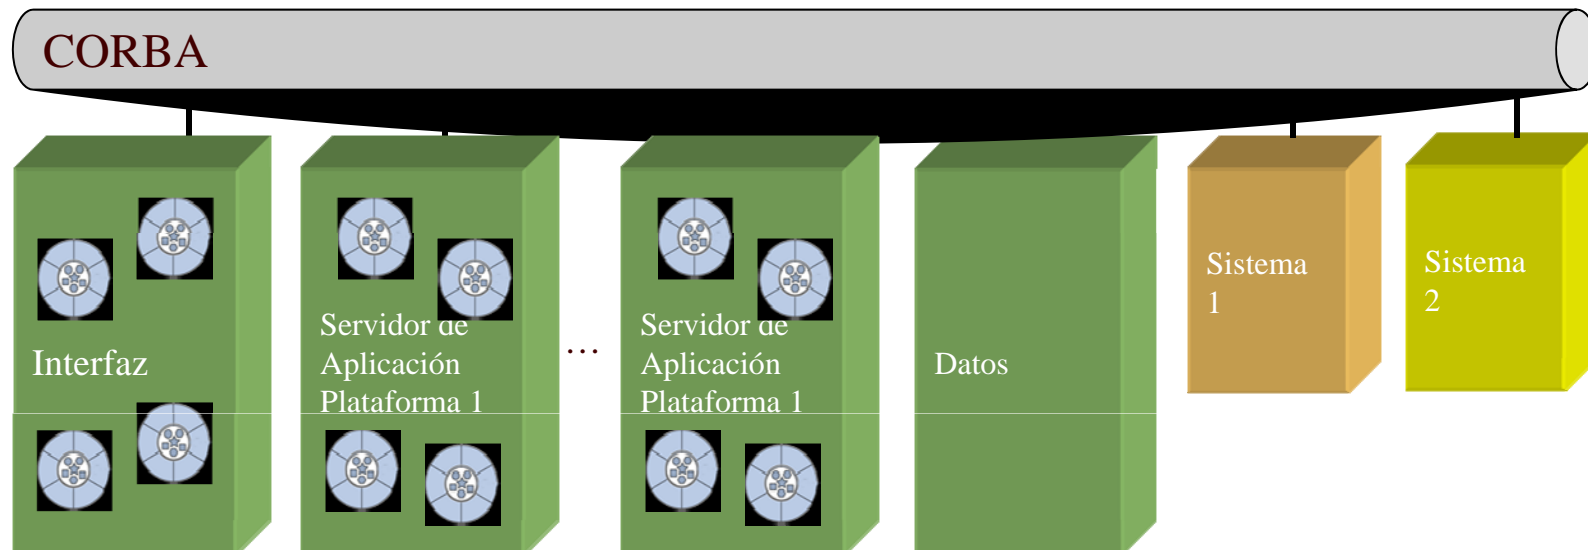 CORBA
Interfaz
Servidor de
Aplicación
Plataforma 1
…
Servidor de
Aplicación
Plataforma 1
Datos
Sistema
1
Sistema
2